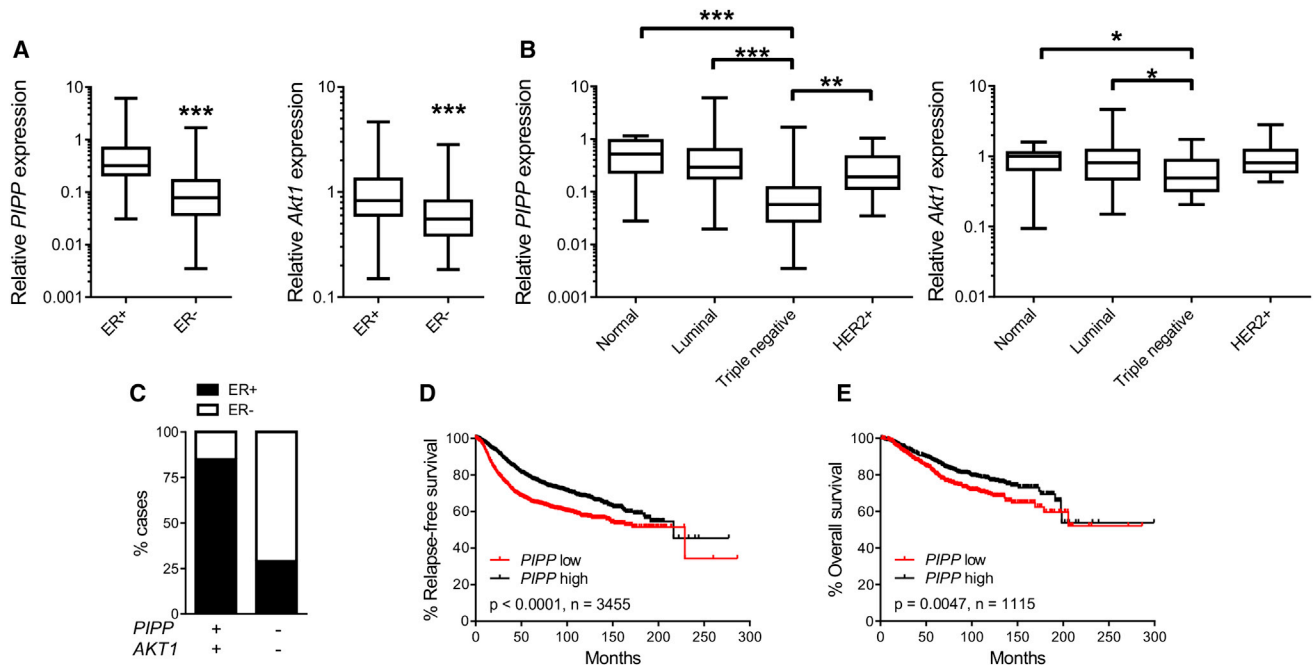 A
Relative PIPP expression
10
1
0.1
0.01
0.001
***
ER+
ER-
Relative Akt1 expression
10
1
0.1
***
ER+
ER-
B
***
***
**
Relative PIPP expression
10
1
0.1
0.01
0.001
Normal
Luminal
Triple negative
HER2+
*
*
Relative Akt1 expression
10
1
0.1
0.01
Normal
Luminal
Triple negative
HER2+
C
ER+
ER-
% cases
100
75
50
25
0
PIPP + -
AKT1 + -
D
% Relapse-free survival
100
80
60
40
20
0
PIPP low
PIPP high
p < 0.0001, n = 3455
0 50 100 150 200 250 300
Months
E
% Overall survival
100
80
60
40
20
0
PIPP low
PIPP high
p = 0.0047, n = 1115
0 50 100 150 200 250 300
Months